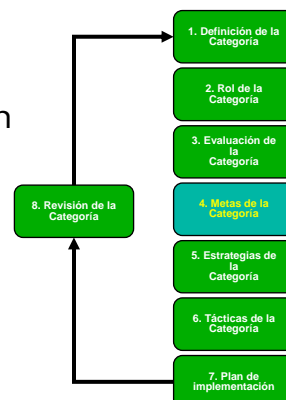 1. Definición de la
Categoría
2. Rol de la
Categoría
n
3. Evaluación de
la
Categoría
8. Revisión de la
Categoría
4. Metas de la
Categoría
5. Estrategias de
la
Categoría
6. Tácticas de la
Categoría
7. Plan de
implementación